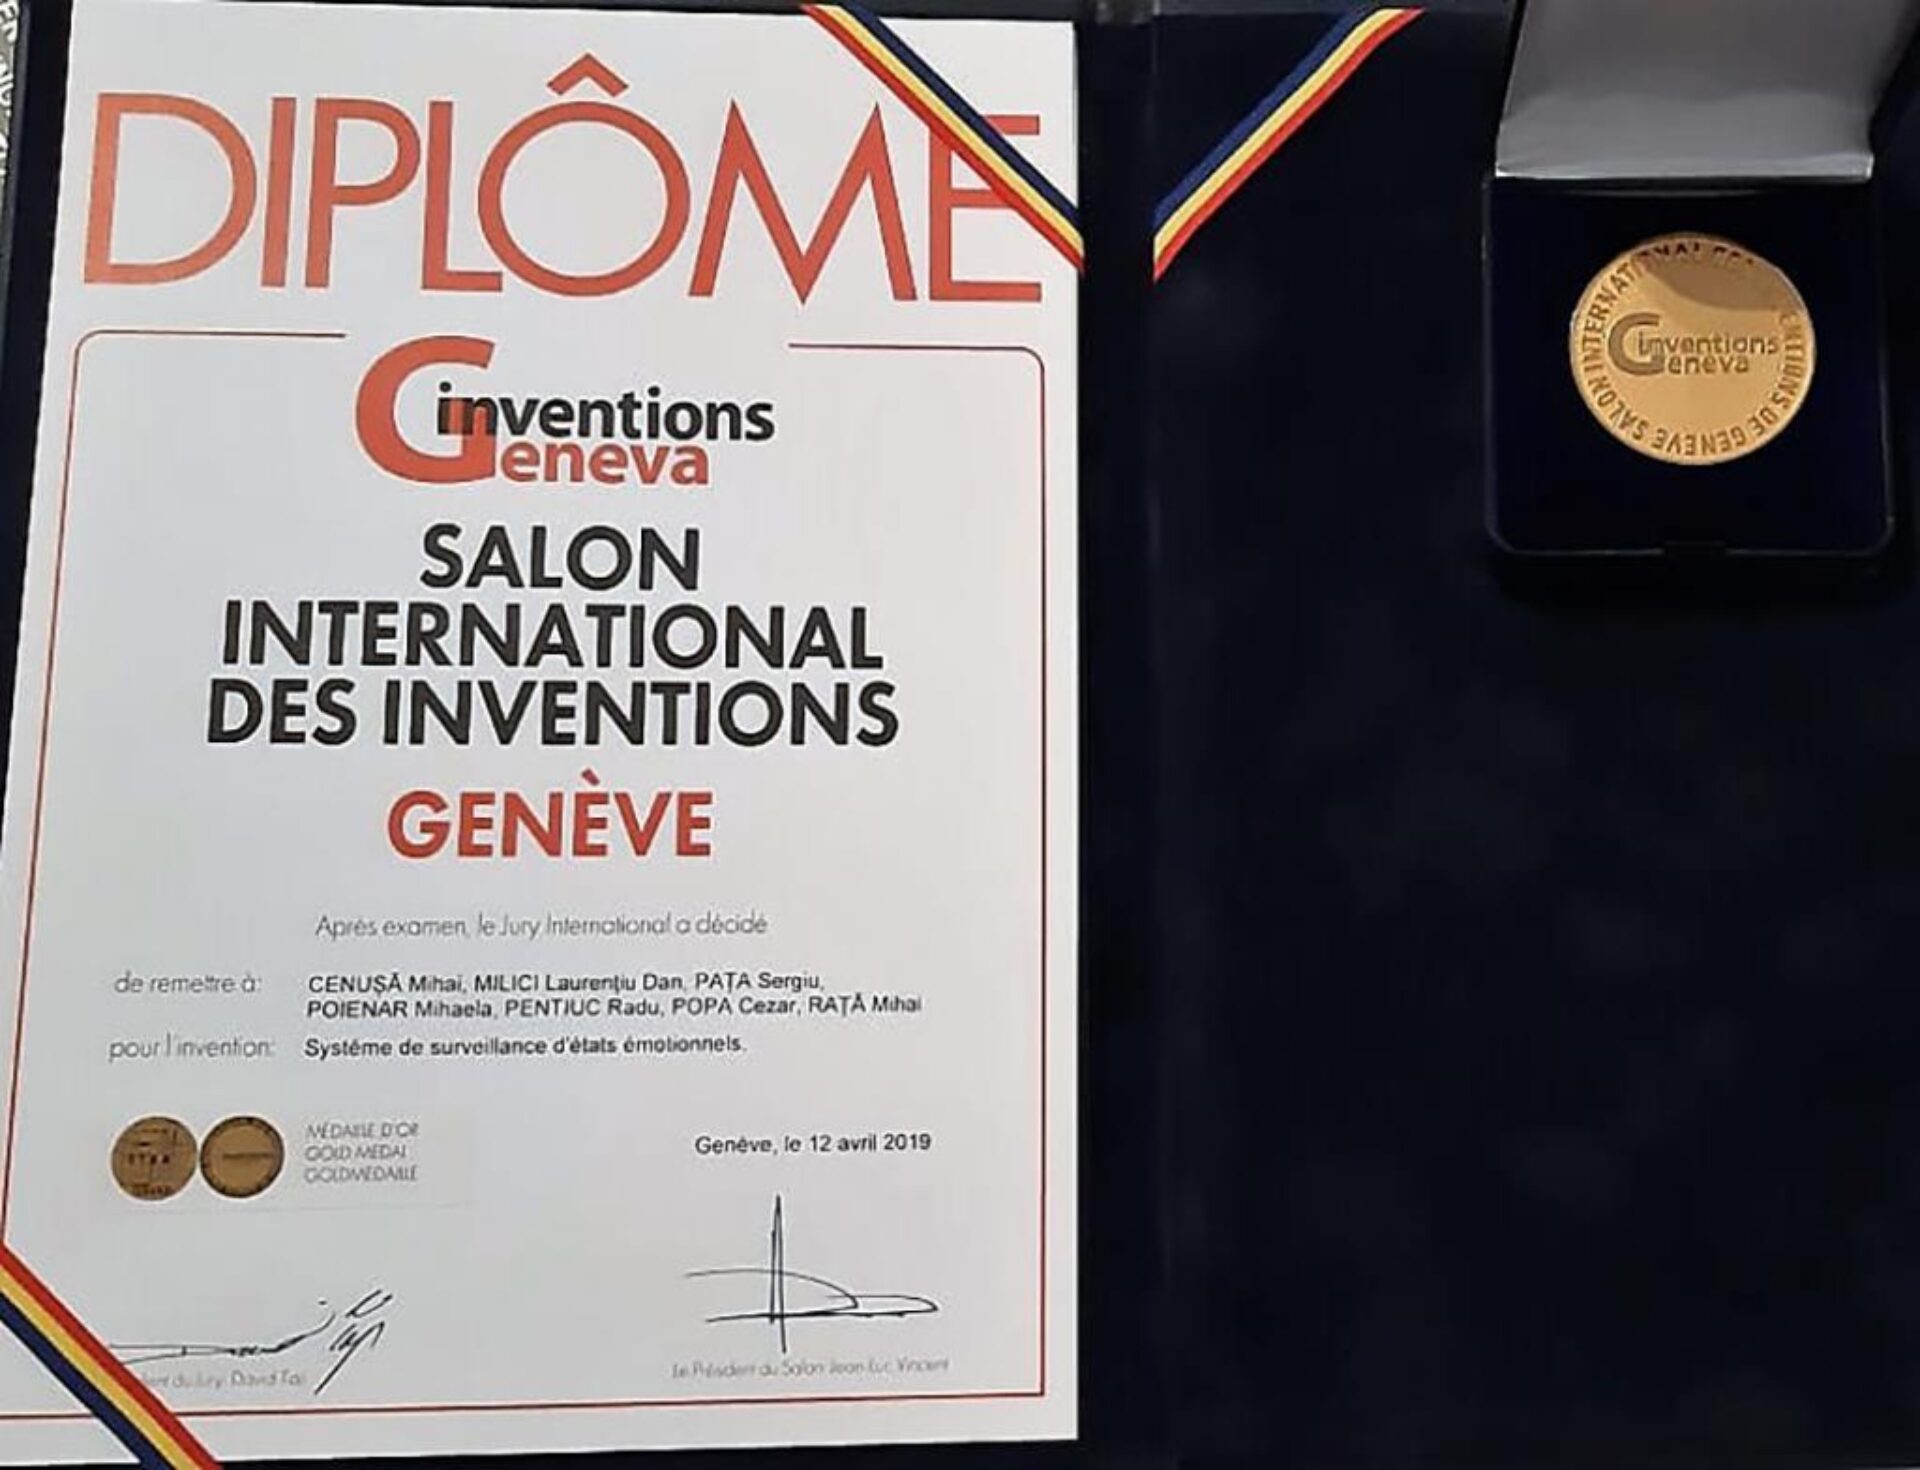 DIPLÔME
inventions
Geneva
SALON
INTERNATIONAL
DES INVENTIONS
GENÈVE
Après examen, le Jury International a décidé
de remettre à: CENUȘĂ Mihai, MILICI Laurențiu Dan, PAȚA Sergiu,
POIENAR Mihaela, PENTIUC Radu, POPA Cezar, RAȚĂ Mihai
pour l'invention: Système de surveillance d'états émotionnels.
MÉDAILLE D'OR
GOLD MEDAL
GOLDMEDAILLE
Genève, le 12 avril 2019
du Jury: David
Le Président du Salon Jean-Luc Vincent
SALON INTERNATIONAL DES INVENTIONS DE GENEVE
inventions
Geneva